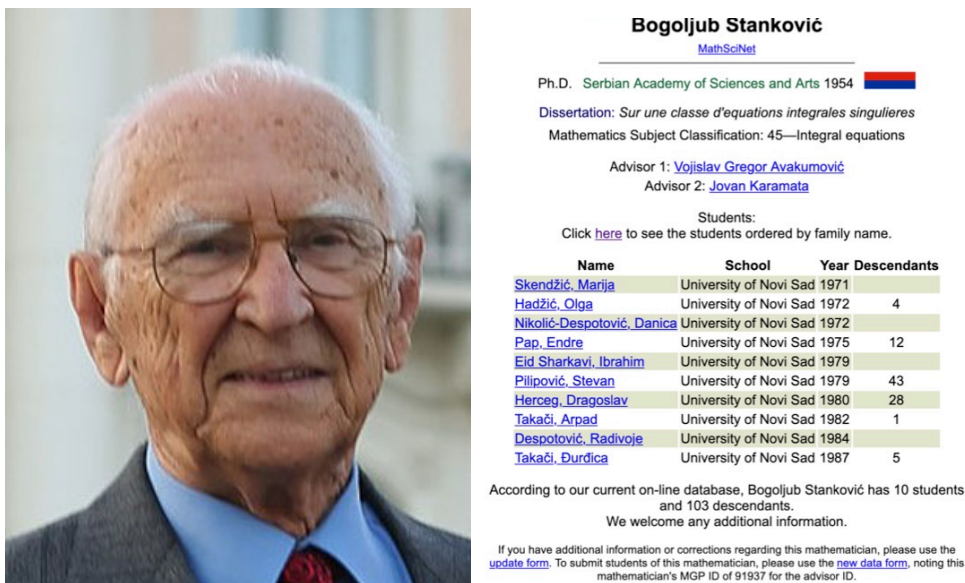 Bogoljub Stanković
MathSciNet
Ph.D. Serbian Academy of Sciences and Arts 1954
Dissertation: Sur une classe d'equations integrales singulieres
Mathematics Subject Classification: 45—Integral equations
Advisor 1: Vojislav Gregor Avakumović
Advisor 2: Jovan Karamata
Students:
Click here to see the students ordered by family name.
Name School Year Descendants
Skendžić, Marija University of Novi Sad 1971
Hadžić, Olga University of Novi Sad 1972 4
Nikolić-Despotović, Danica University of Novi Sad 1972
Pap, Endre University of Novi Sad 1975 12
Eid Sharkavi, Ibrahim University of Novi Sad 1979
Pilipović, Stevan University of Novi Sad 1979 43
Herceg, Dragoslav University of Novi Sad 1980 28
Takači, Arpad University of Novi Sad 1982 1
Despotović, Radivoje University of Novi Sad 1984
Takači, Đurđica University of Novi Sad 1987 5
According to our current on-line database, Bogoljub Stanković has 10 students
and 103 descendants.
We welcome any additional information.
If you have additional information or corrections regarding this mathematician, please use the
update form. To submit students of this mathematician, please use the new data form, noting this
mathematician's MGP ID of 91937 for the advisor ID.